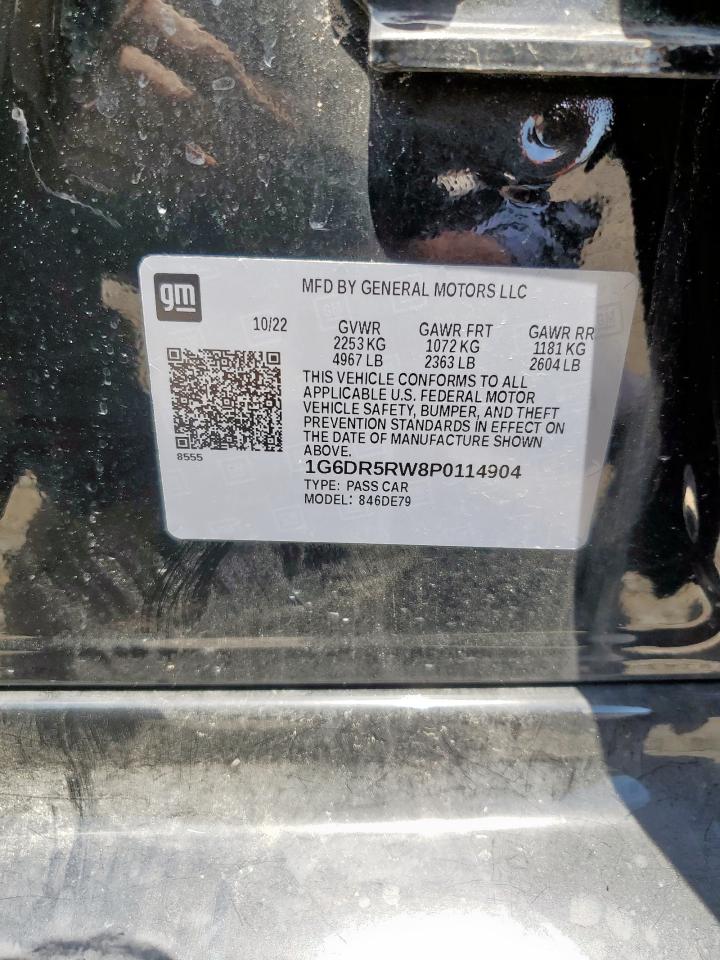 gm
MFD BY GENERAL MOTORS LLC
10/22 GVWR GAWR FRT GAWR RR
2253 KG 1072 KG 1181 KG
4967 LB 2363 LB 2604 LB
THIS VEHICLE CONFORMS TO ALL
APPLICABLE U.S. FEDERAL MOTOR
VEHICLE SAFETY, BUMPER, AND THEFT
PREVENTION STANDARDS IN EFFECT ON
THE DATE OF MANUFACTURE SHOWN
ABOVE.
8555
1G6DR5RW8P0114904
TYPE: PASS CAR
MODEL: 846DE79